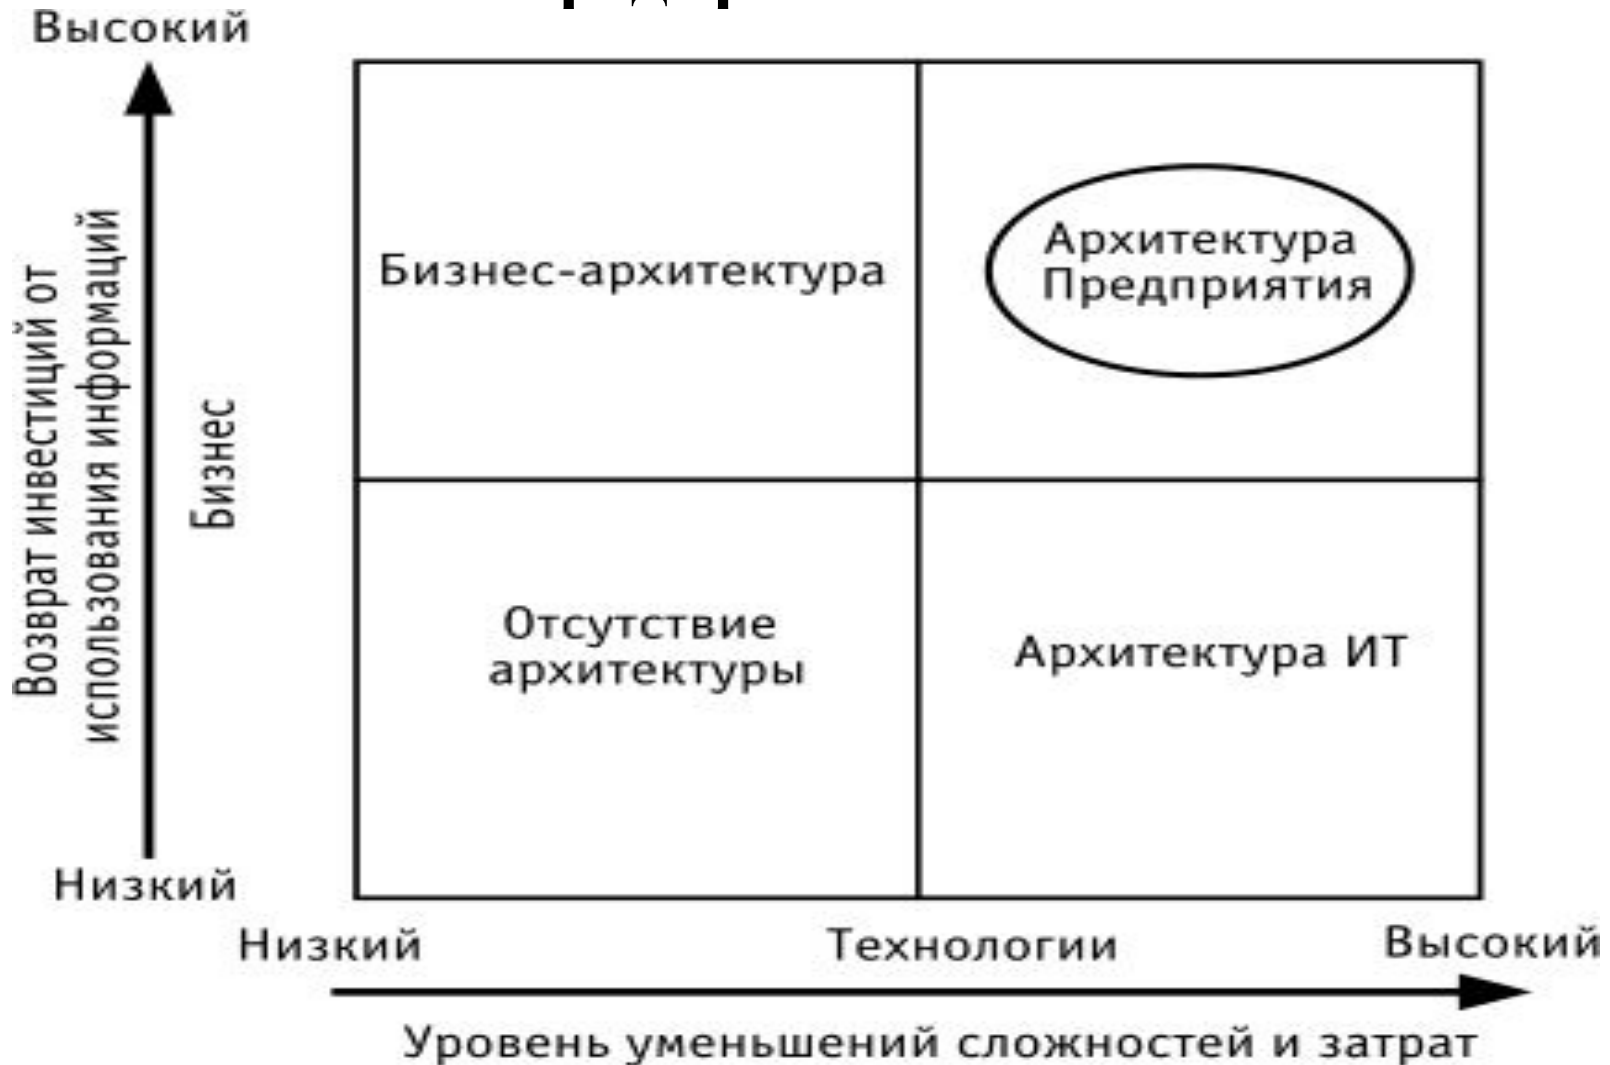 Высокий
Возврат инвестиций от
использования информаций
Бизнес
Бизнес-архитектура
Архитектура
Предприятия
Отсутствие
архитектуры
Архитектура ИТ
Низкий
Низкий
Технологии
Высокий
Уровень уменьшений сложностей и затрат